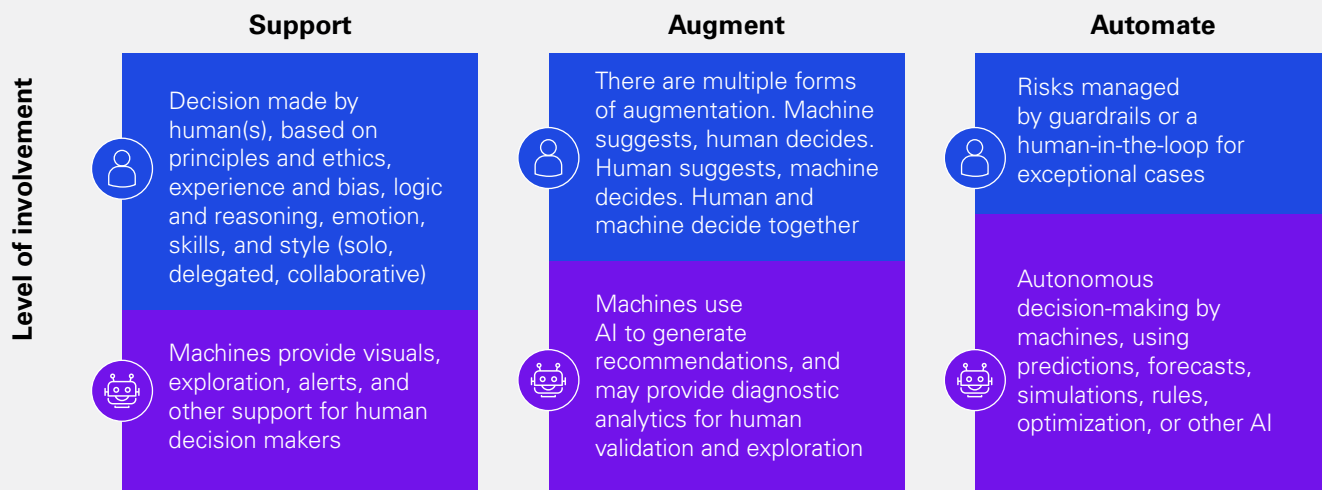 Support
Augment
Automate
Level of involvement
Decision made by
human(s), based on
principles and ethics,
experience and bias, logic
and reasoning, emotion,
skills, and style (solo,
delegated, collaborative)
Machines provide visuals,
exploration, alerts, and
other support for human
decision makers
There are multiple forms
of augmentation. Machine
suggests, human decides.
Human suggests, machine
decides. Human and
machine decide together
Machines use
AI to generate
recommendations, and
may provide diagnostic
analytics for human
validation and exploration
Risks managed
by guardrails or a
human-in-the-loop for
exceptional cases
Autonomous
decision-making by
machines, using
predictions, forecasts,
simulations, rules,
optimization, or other AI